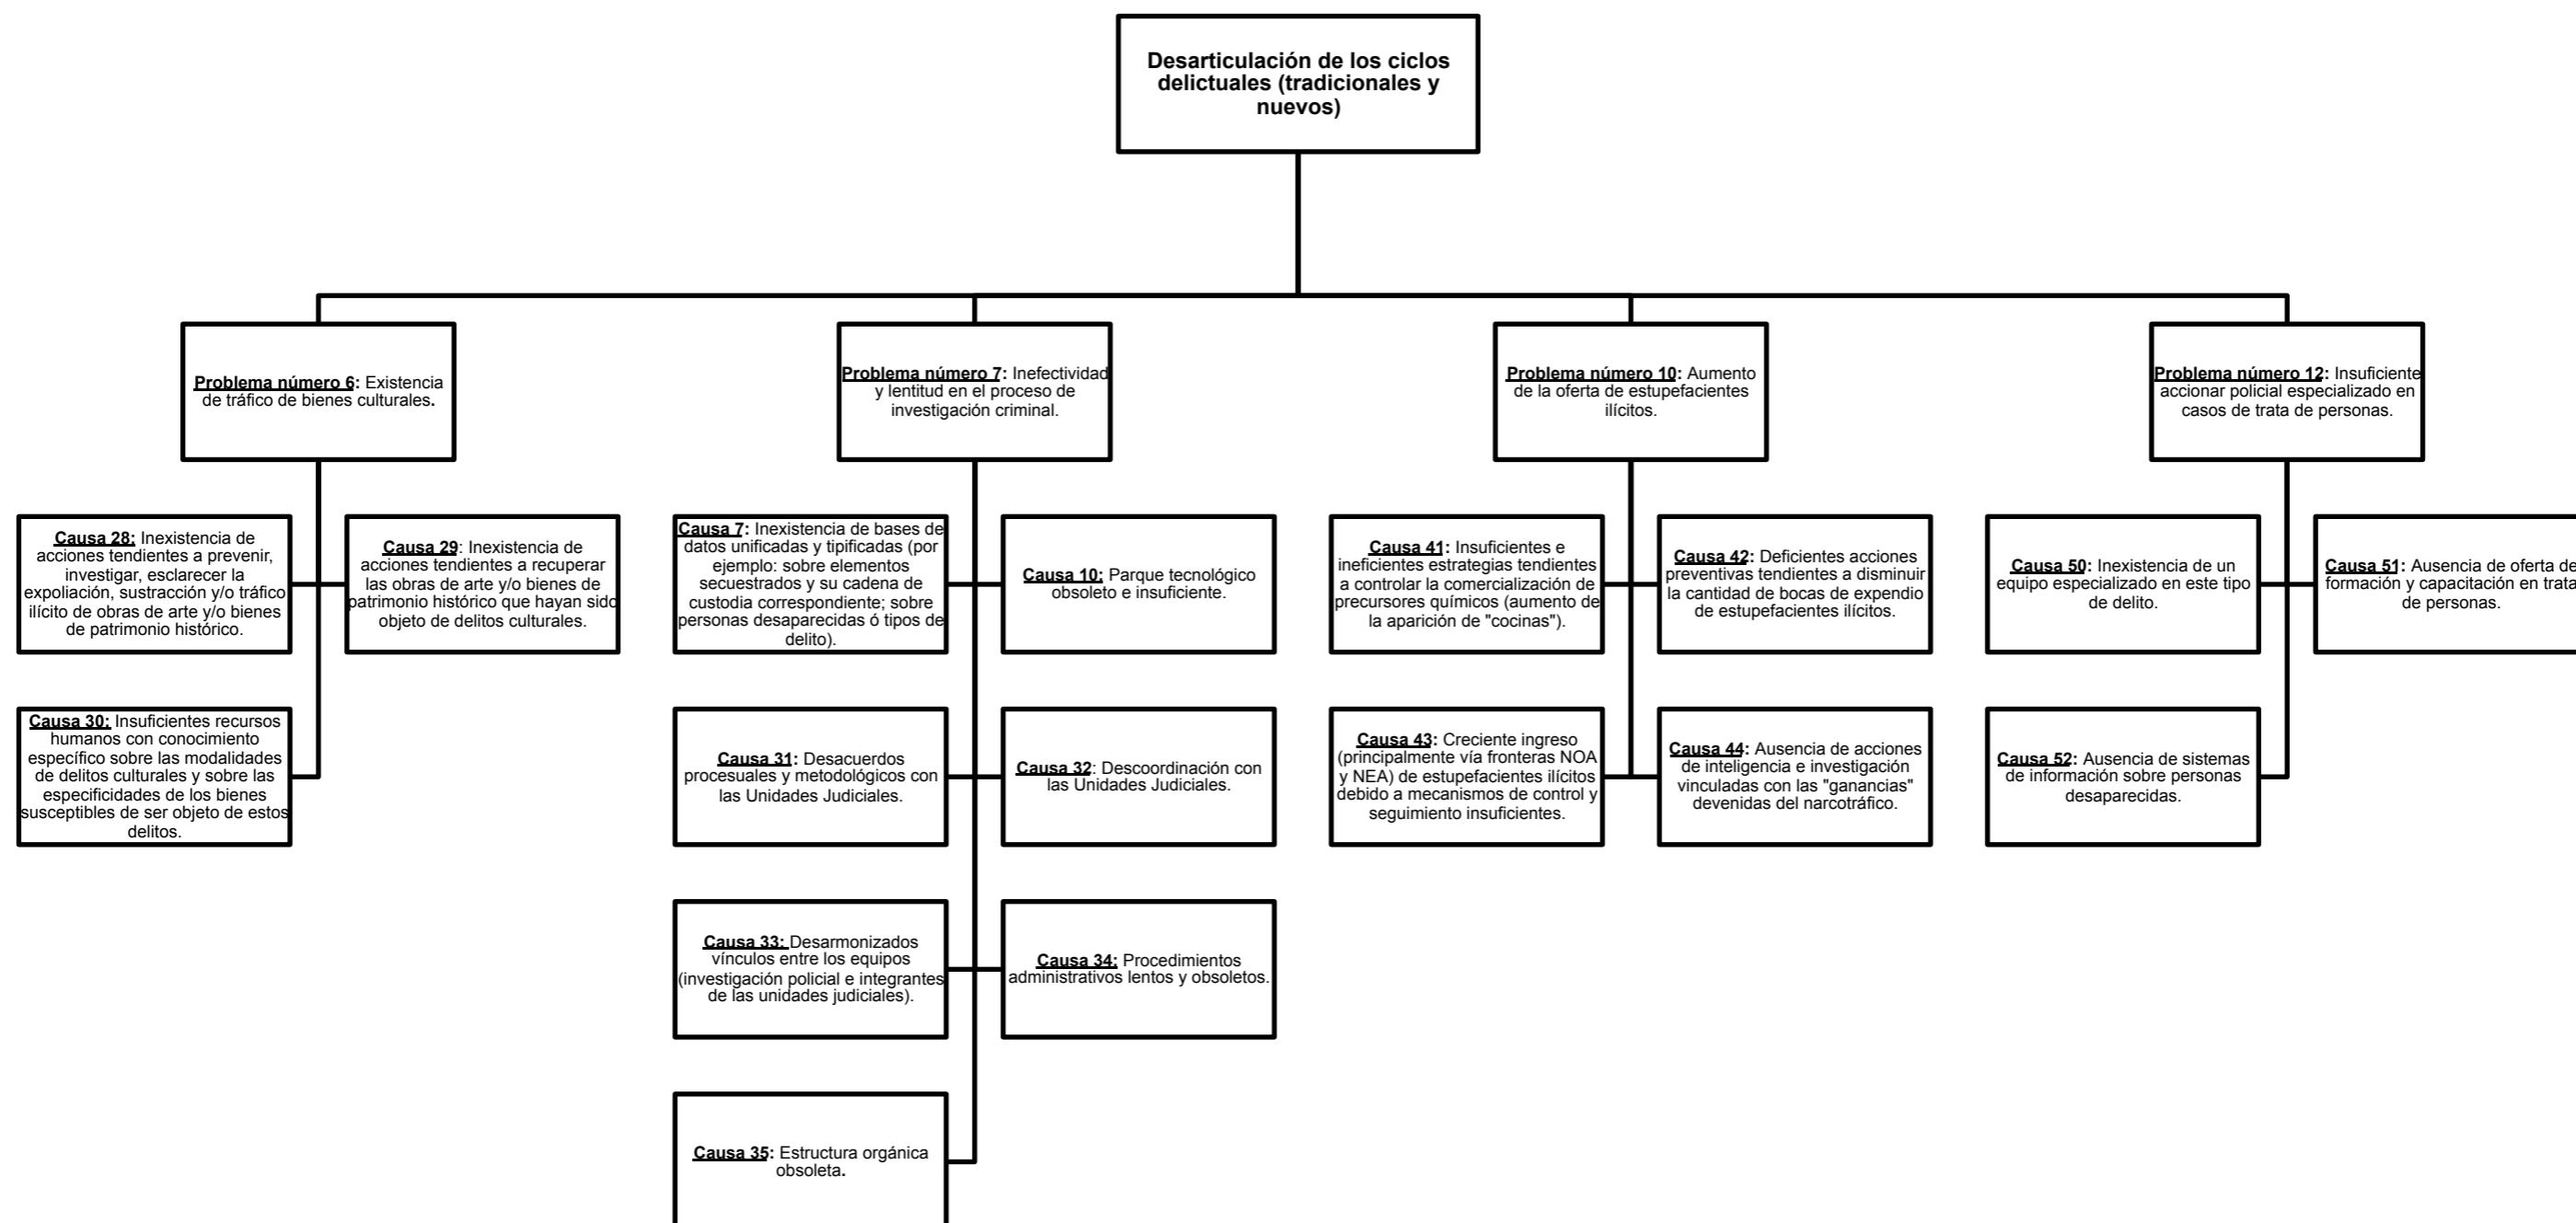 Desarticulación de los ciclos
delictuales (tradicionales y
nuevos)
Problema número 6: Existencia
de tráfico de bienes culturales.
Problema número 7: Inefectividad
y lentitud en el proceso de
investigación criminal.
Problema número 10: Aumento
de la oferta de estupefacientes
ilícitos.
Problema número 12: Insuficiente
accionar policial especializado en
casos de trata de personas.
Causa 28: Inexistencia de
acciones tendientes a prevenir,
investigar, esclarecer la
expoliación, sustracción y/o tráfico
ilícito de obras de arte y/o bienes
de patrimonio histórico.
Causa 29: Inexistencia de
acciones tendientes a recuperar
las obras de arte y/o bienes de
patrimonio histórico que hayan sido
objeto de delitos culturales.
Causa 7: Inexistencia de bases de
datos unificadas y tipificadas (por
ejemplo: sobre elementos
secuestrados y su cadena de
custodia correspondiente; sobre
personas desaparecidas ó tipos de
delito).
Causa 10: Parque tecnológico
obsoleto e insuficiente.
Causa 41: Insuficientes e
ineficientes estrategias tendientes
a controlar la comercialización de
precursores químicos (aumento de
la aparición de "cocinas").
Causa 42: Deficientes acciones
preventivas tendientes a disminuir
la cantidad de bocas de expendio
de estupefacientes ilícitos.
Causa 50: Inexistencia de un
equipo especializado en este tipo
de delito.
Causa 51: Ausencia de oferta de
formación y capacitación en trata
de personas.
Causa 30: Insuficientes recursos
humanos con conocimiento
específico sobre las modalidades
de delitos culturales y sobre las
especificidades de los bienes
susceptibles de ser objeto de estos
delitos.
Causa 31: Desacuerdos
procesuales y metodológicos con
las Unidades Judiciales.
Causa 32: Descoordinación con
las Unidades Judiciales.
Causa 43: Creciente ingreso
(principalmente vía fronteras NOA
y NEA) de estupefacientes ilícitos
debido a mecanismos de control y
seguimiento insuficientes.
Causa 44: Ausencia de acciones
de inteligencia e investigación
vinculadas con las "ganancias"
devenidas del narcotráfico.
Causa 52: Ausencia de sistemas
de información sobre personas
desaparecidas.
Causa 33: Desarmonizados
vínculos entre los equipos
(investigación policial e integrantes
de las unidades judiciales).
Causa 34: Procedimientos
administrativos lentos y obsoletos.
Causa 35: Estructura orgánica
obsoleta.